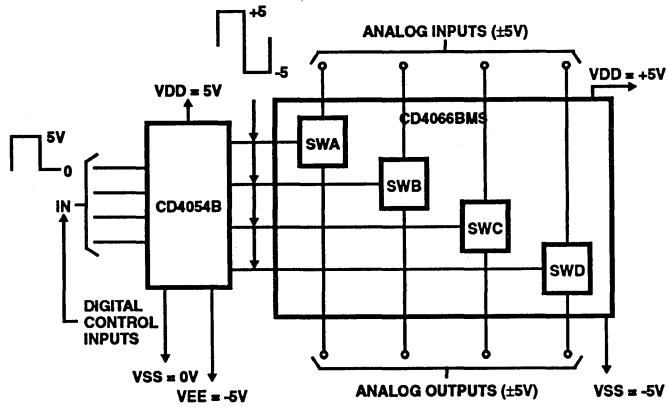 +5
-5
ANALOG INPUTS (±5V)
VDD = +5V
VDD = 5V
CD4066BMS
5V
0
IN
CD4054B
SWA
SWB
SWC
SWD
DIGITAL
CONTROL
INPUTS
VSS = 0V
VEE = -5V
ANALOG OUTPUTS (±5V)
VSS = -5V